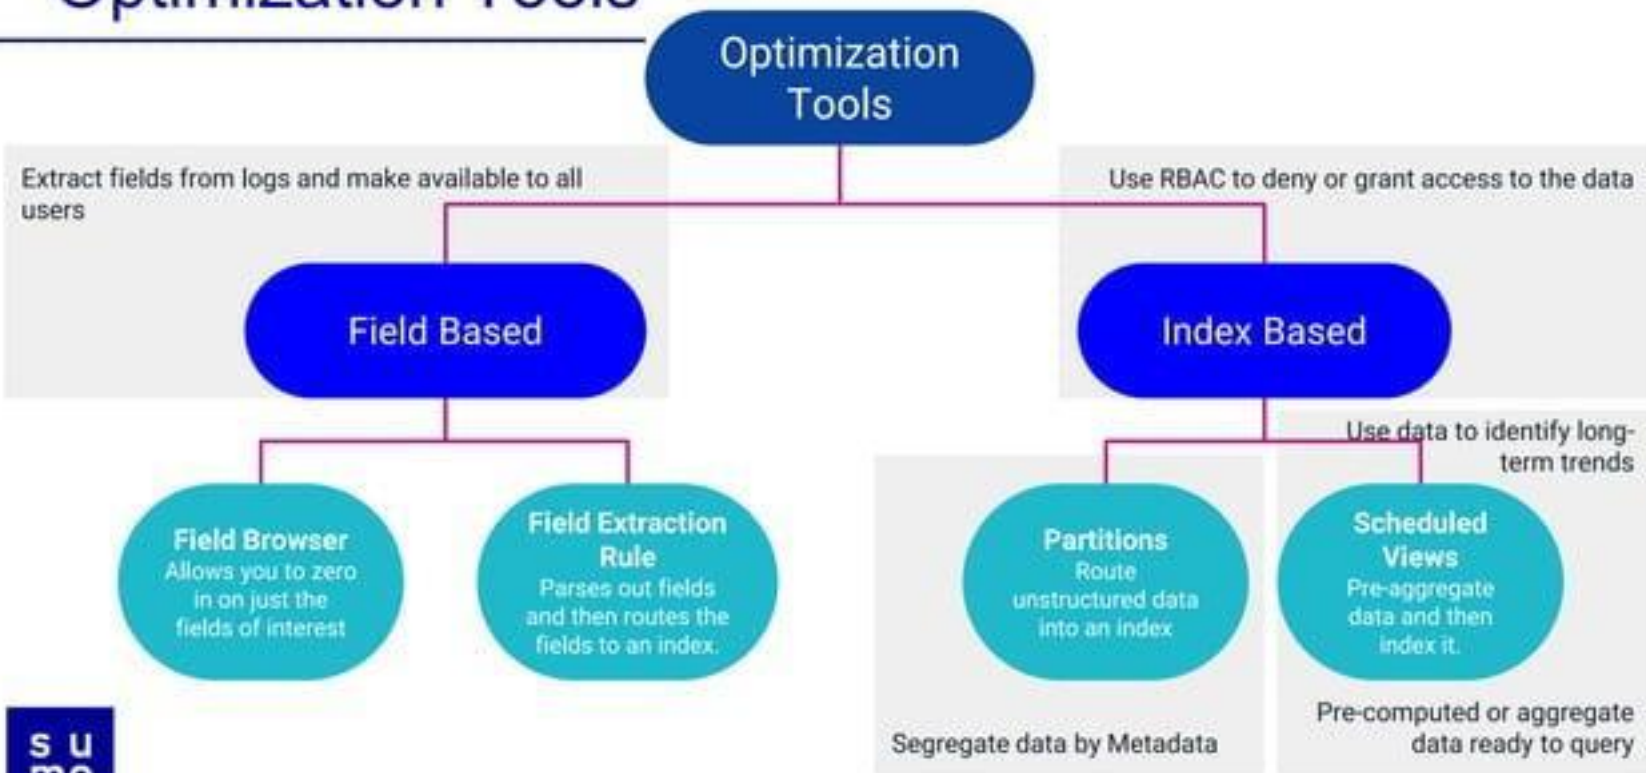 Optimization Tools
Optimization
Tools
Extract fields from logs and make available to all
users
Use RBAC to deny or grant access to the data
Field Based
Index Based
Use data to identify long-
term trends
Field Browser
Allows you to zero
in on just the
fields of interest
Field Extraction
Rule
Parses out fields
and then routes the
fields to an index.
Partitions
Route
unstructured data
into an index
Scheduled
Views
Pre-aggregate
data and then
index it.
Segregate data by Metadata
Pre-computed or aggregate
data ready to query
su
mo